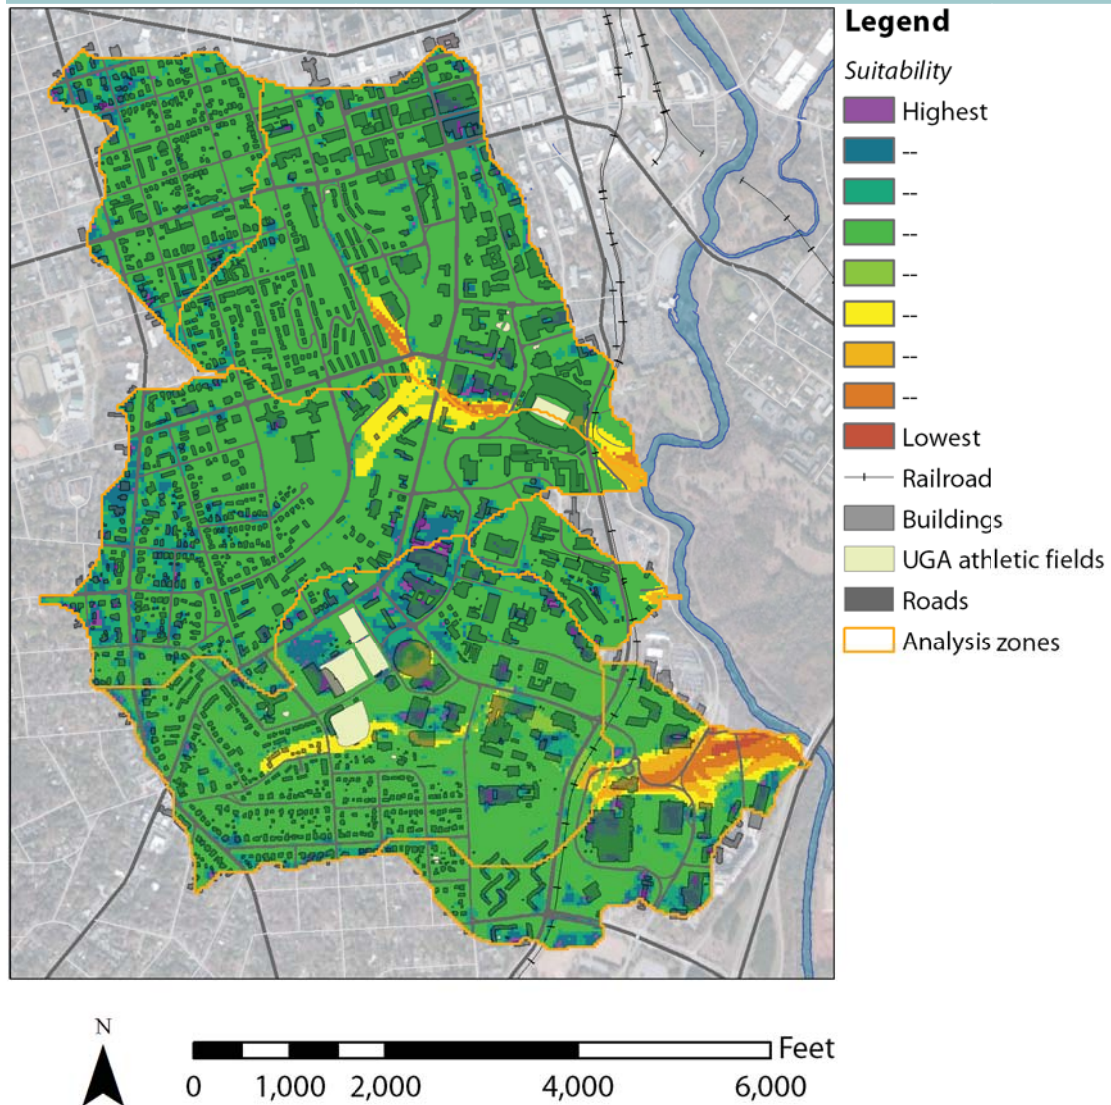 Legend
Suitability
Highest
--
--
--
--
--
--
--
Lowest
Railroad
Buildings
UGA athletic fields
Roads
Analysis zones
N
Feet
0 1,000 2,000 4,000 6,000